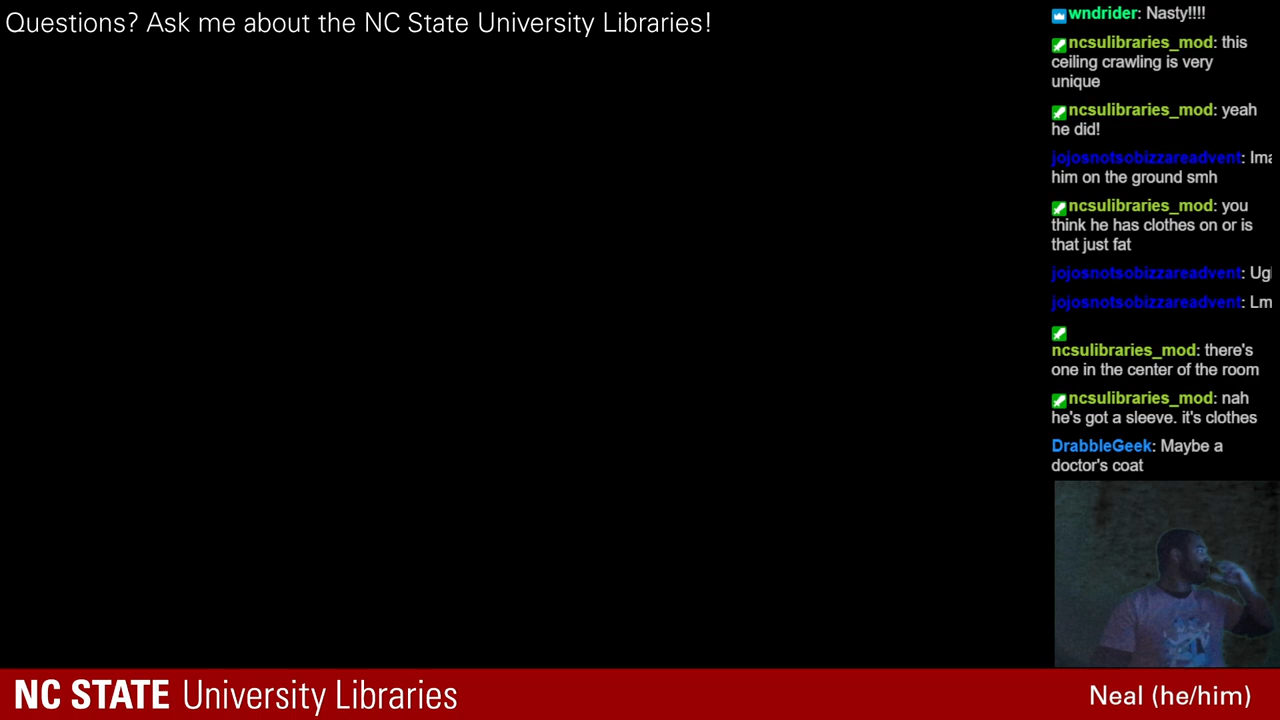 Questions? Ask me about the NC State University Libraries!
wndrider: Nasty!!!!
ncsulibraries_mod: this
ceiling crawling is very
unique
ncsulibraries_mod: yeah
he did!
jojosnotsobizzareadvent:
him on the ground smh
ncsulibraries_mod: you
think he has clothes on or is
that just fat
jojosnotsobizzareadvent:
jojosnotsobizzareadvent:
ncsulibraries_mod: there's
one in the center of the room
ncsulibraries_mod: nah
he's got a sleeve. it's clothes
DrabbleGeek: Maybe a
doctor's coat
NC STATE University Libraries
Neal (he/him)